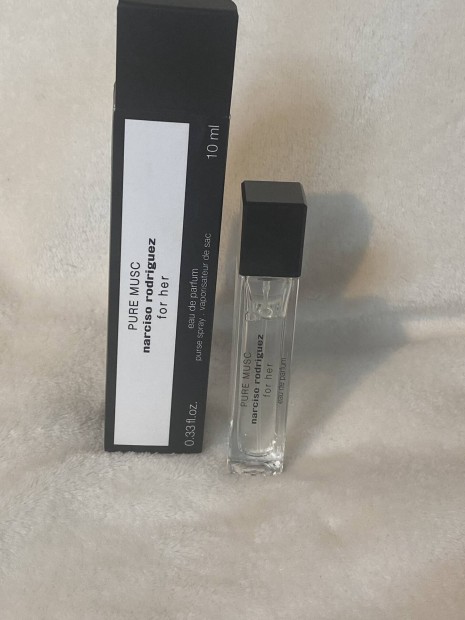 PURE MUSC
narciso rodriguez
for her
eau de parfum
purse spray . vaporisateur de sac
0.33 fl.oz.
10 ml
PURE MUSC
narciso rodriguez
for her
eau de parfum